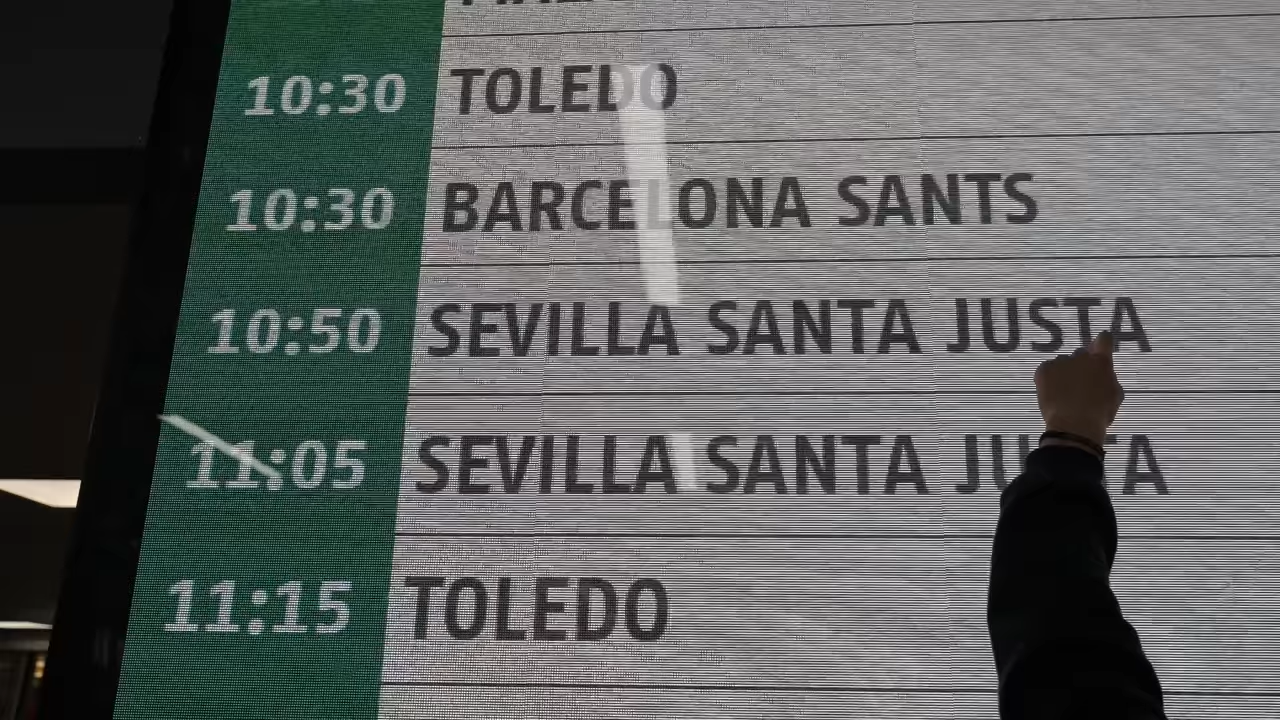 10:30 TOLEDO
10:30 BARCELONA SANTS
10:50 SEVILLA SANTA JUSTA
11:05 SEVILLA SANTA JUSTA
11:15 TOLEDO